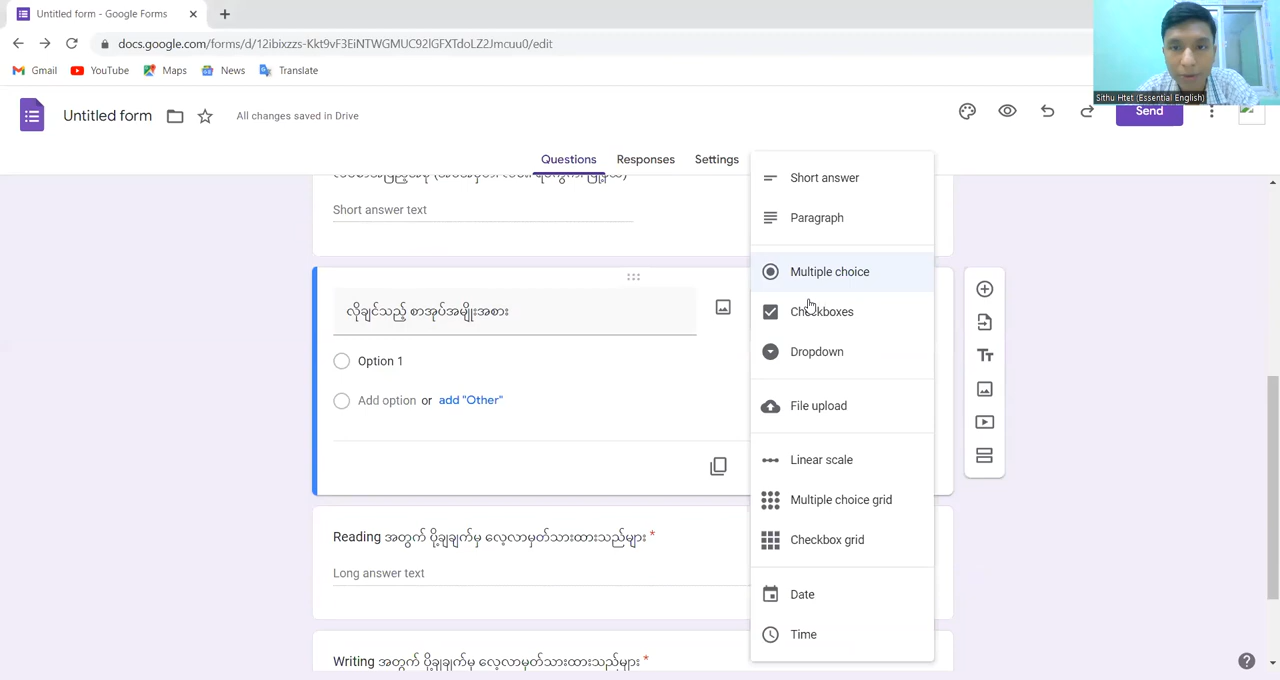 Untitled form - Google Forms
docs.google.com/forms/d/12ibixzzs-Kkt9vF3EiNTWGMUC92lGFXTdoLZ2Jmcuu0/edit
Gmail YouTube Maps News Translate
Sithu Htet (Essential English)
Untitled form All changes saved in Drive Send
Questions Responses Settings
Short answer text
လိုချင်သည့် စာအုပ်အမျိုးအစား
Option 1
Add option or add "Other"
Reading အတွက် ပို့ချချက်မှ လေ့လာမှတ်သားထားသည်များ *
Long answer text
Writing အတွက် ပို့ချချက်မှ လေ့လာမှတ်သားထားသည်များ *
Short answer
Paragraph
Multiple choice
Checkboxes
Dropdown
File upload
Linear scale
Multiple choice grid
Checkbox grid
Date
Time